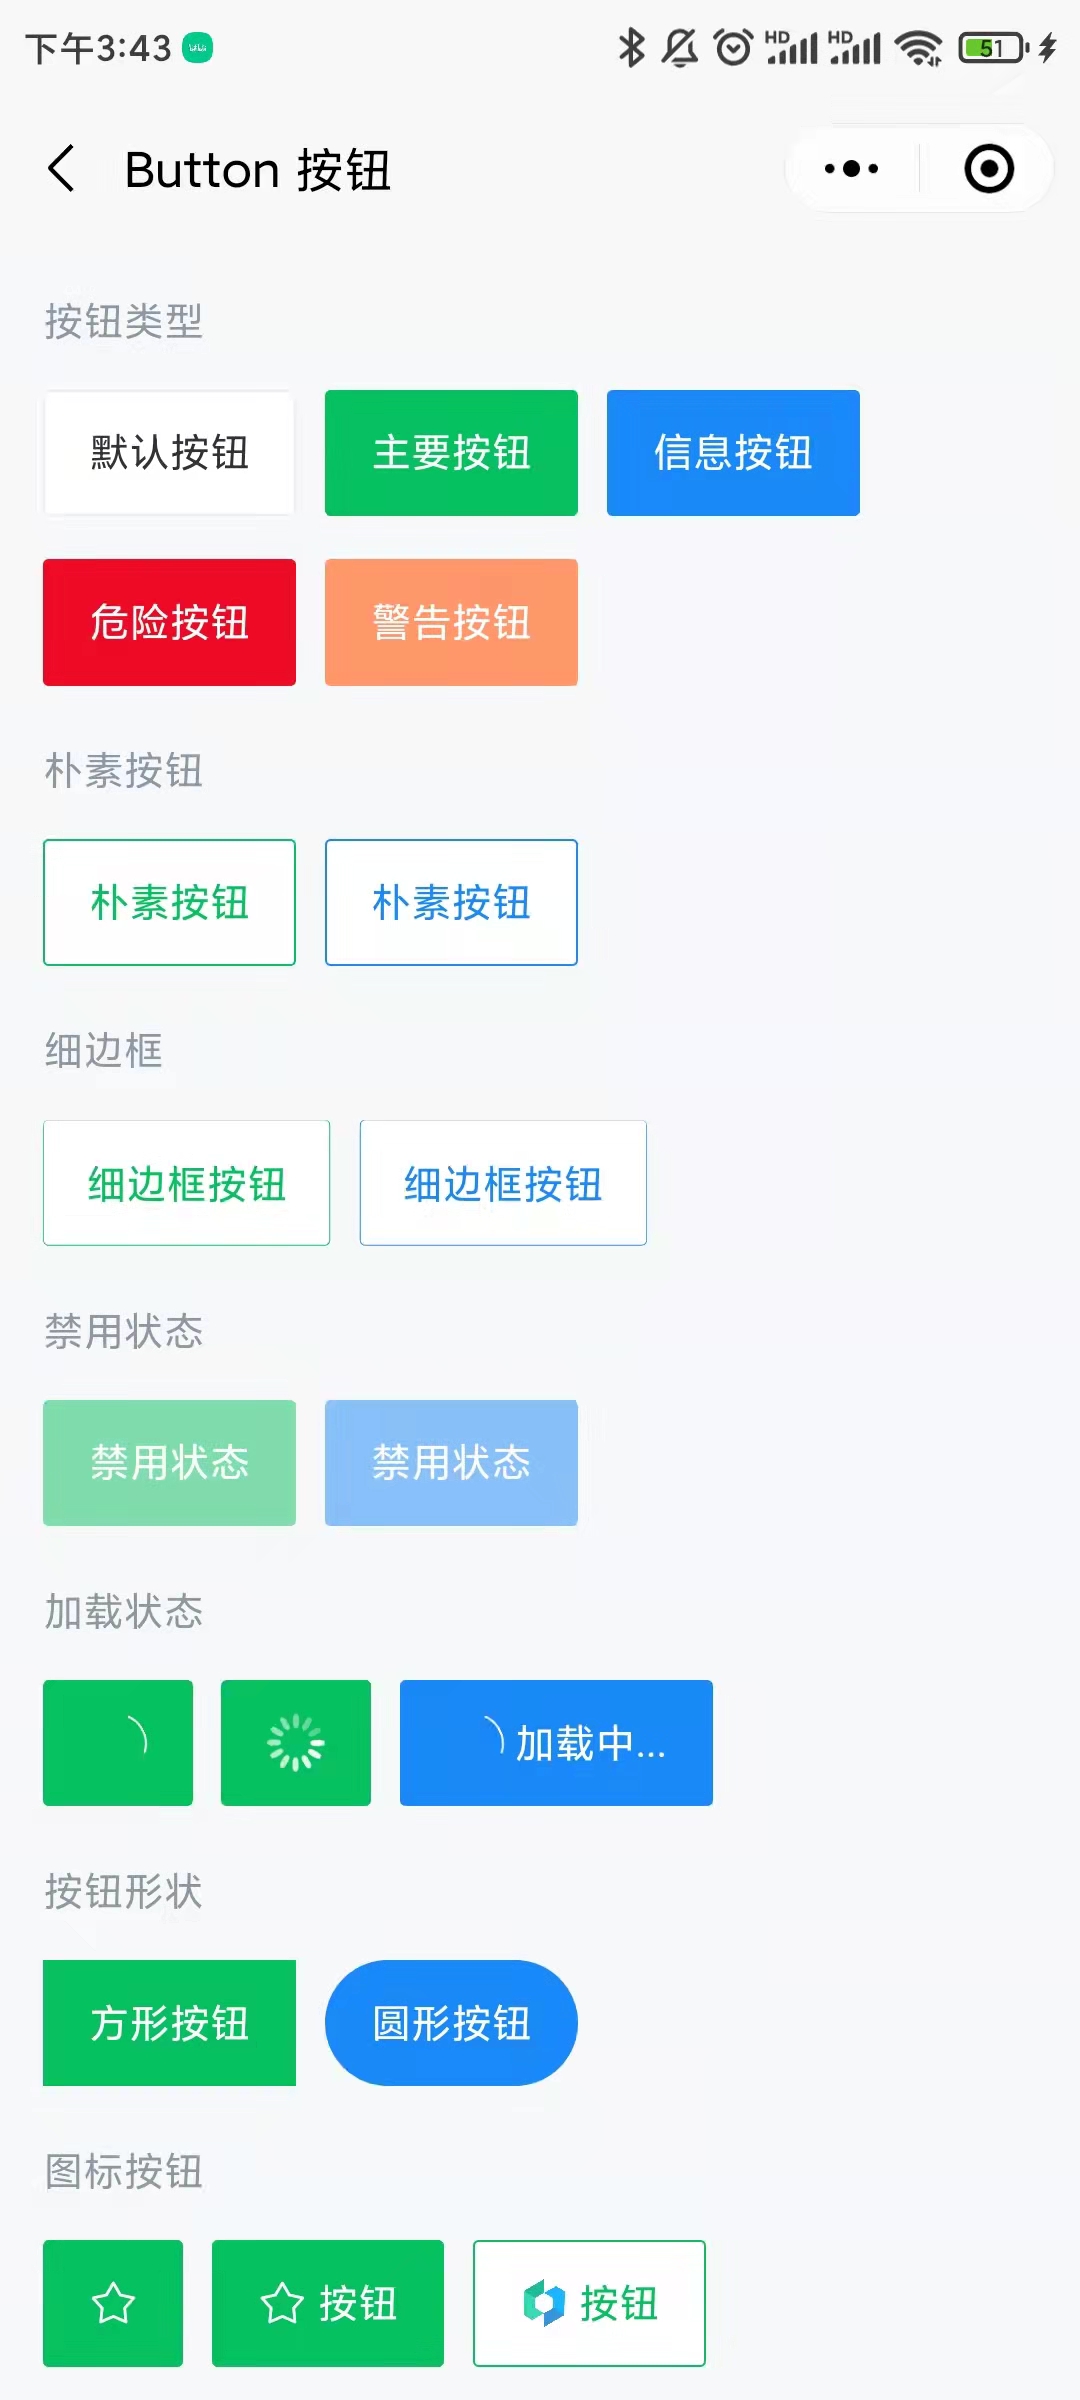 下午3:43 HD HD 51
Button 按钮
按钮类型
默认按钮 主要按钮 信息按钮
危险按钮 警告按钮
朴素按钮
朴素按钮 朴素按钮
细边框
细边框按钮 细边框按钮
禁用状态
禁用状态 禁用状态
加载状态
加载中...
按钮形状
方形按钮 圆形按钮
图标按钮
按钮 按钮